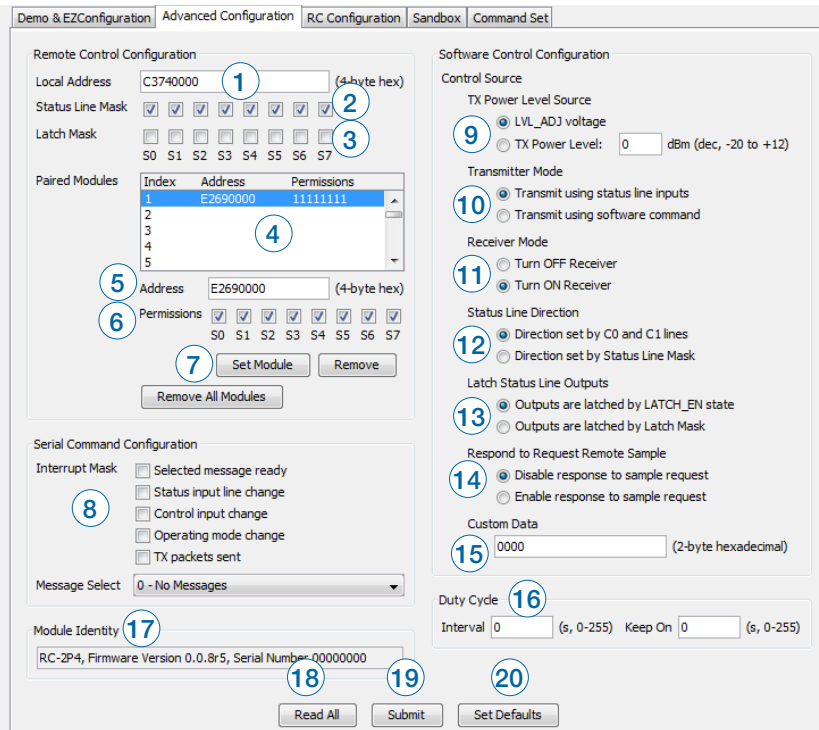 Demo & EZConfiguration Advanced Configuration RC Configuration Sandbox Command Set
Remote Control Configuration
Local Address C3740000 1 (4-byte hex)
Status Line Mask 2
Latch Mask 3
S0 S1 S2 S3 S4 S5 S6 S7
Paired Modules Index Address Permissions
1 E2690000 11111111
2
3
4
5
4
5 Address E2690000 (4-byte hex)
6 Permissions
S0 S1 S2 S3 S4 S5 S6 S7
7 Set Module Remove
Remove All Modules
Serial Command Configuration
Interrupt Mask Selected message ready
8 Status input line change
Control input change
Operating mode change
TX packets sent
Message Select 0 - No Messages
Module Identity 17
RC-2P4, Firmware Version 0.0.8r5, Serial Number 00000000
Software Control Configuration
Control Source
TX Power Level Source
9 LVL_ADJ voltage
TX Power Level: 0 dBm (dec, -20 to +12)
Transmitter Mode
10 Transmit using status line inputs
Transmit using software command
Receiver Mode
11 Turn OFF Receiver
Turn ON Receiver
Status Line Direction
12 Direction set by C0 and C1 lines
Direction set by Status Line Mask
Latch Status Line Outputs
13 Outputs are latched by LATCH_EN state
Outputs are latched by Latch Mask
Respond to Request Remote Sample
14 Disable response to sample request
Enable response to sample request
Custom Data
15 0000 (2-byte hexadecimal)
Duty Cycle 16
Interval 0 (s, 0-255) Keep On 0 (s, 0-255)
18 19 20
Read All Submit Set Defaults